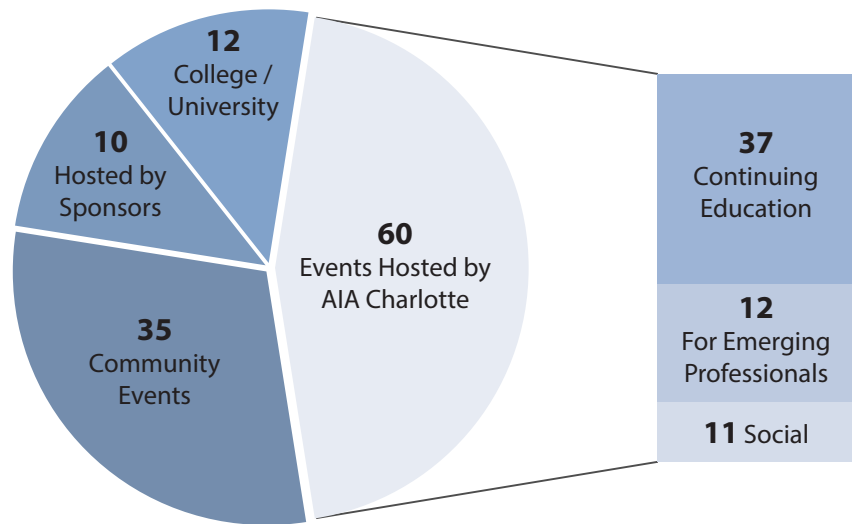 12
College /
University
10
Hosted by
Sponsors
35
Community
Events
60
Events Hosted by
AIA Charlotte
37
Continuing
Education
12
For Emerging
Professionals
11 Social